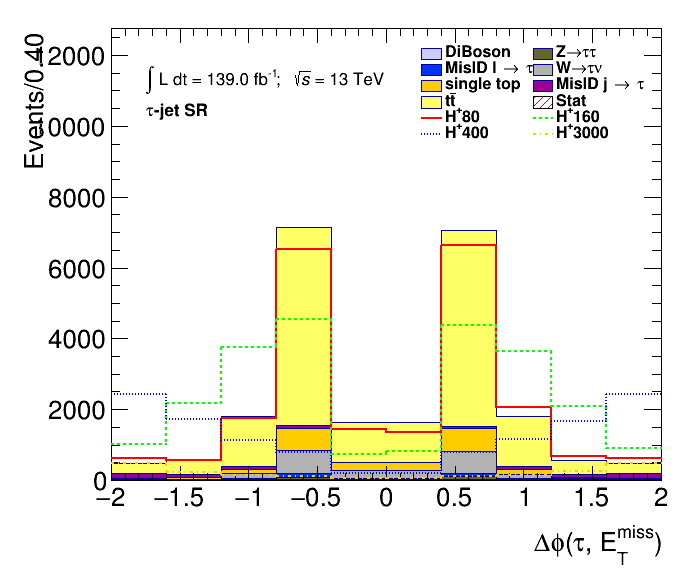 Events/0.40
12000
10000
8000
6000
4000
2000
0
∫ L dt = 139.0 fb⁻¹; √s = 13 TeV
τ-jet SR
DiBoson Z→ττ
MisID l → τ W→τν
single top MisID j → τ
tt̄ Stat
H⁺80 H⁺160
H⁺400 H⁺3000
−2 −1.5 −1 −0.5 0 0.5 1 1.5 2
Δϕ(τ, E_T^miss)